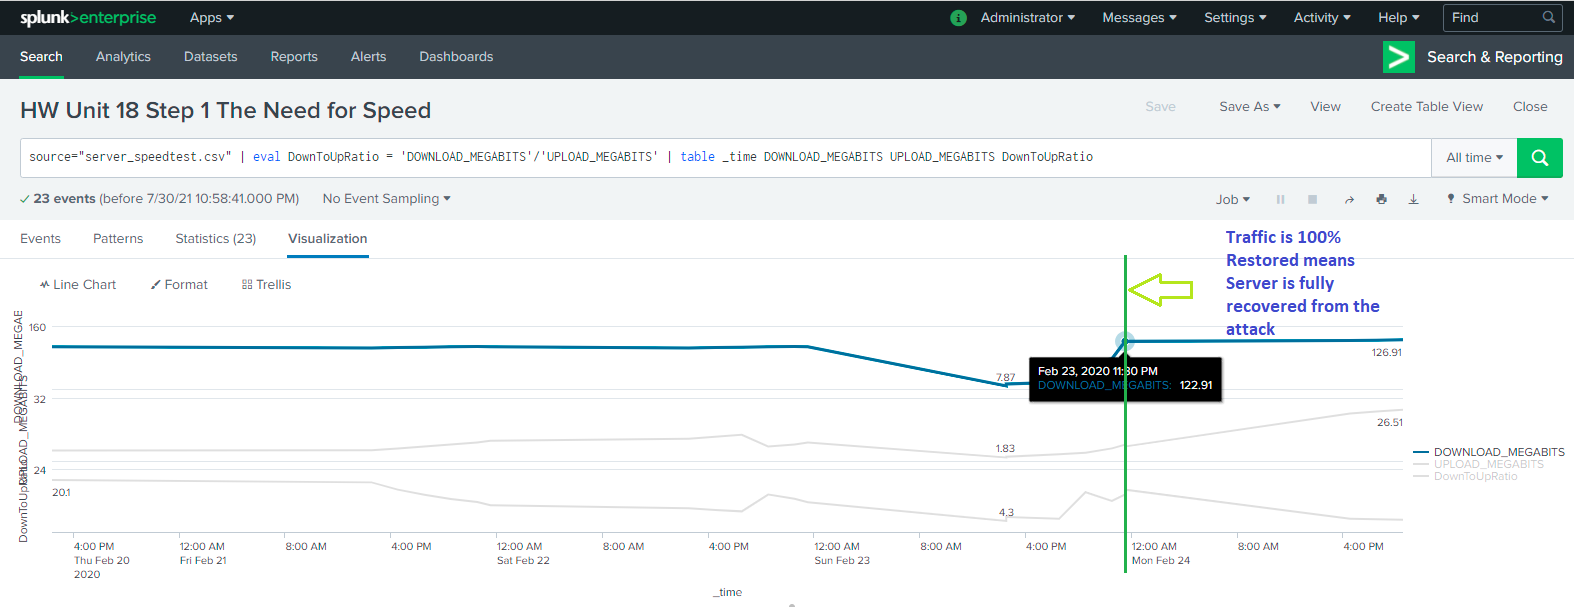 splunk>enterprise Apps Administrator Messages Settings Activity Help Find
Search Analytics Datasets Reports Alerts Dashboards Search & Reporting
HW Unit 18 Step 1 The Need for Speed
Save Save As View Create Table View Close
source="server_speedtest.csv" | eval DownToUpRatio = 'DOWNLOAD_MEGABITS'/'UPLOAD_MEGABITS' | table _time DOWNLOAD_MEGABITS UPLOAD_MEGABITS DownToUpRatio
All time
23 events (before 7/30/21 10:58:41.000 PM) No Event Sampling
Job Smart Mode
Events Patterns Statistics (23) Visualization
Line Chart Format Trellis
Traffic is 100%
Restored means
Server is fully
recovered from the
attack
DOWNLOAD_MEGAE
160
126.91
7.87
Feb 23, 2020 11:30 PM
DOWNLOAD_MEGABITS: 122.91
UPLOAD_MEGABITS
32
26.51
1.83
DownToUpRatio
24
20.1
4.3
DOWNLOAD_MEGABITS
UPLOAD_MEGABITS
DownToUpRatio
4:00 PM 12:00 AM 8:00 AM 4:00 PM 12:00 AM 8:00 AM 4:00 PM 12:00 AM 8:00 AM 4:00 PM 12:00 AM 8:00 AM 4:00 PM
Thu Feb 20 Fri Feb 21 Sat Feb 22 Sun Feb 23 Mon Feb 24
2020
_time